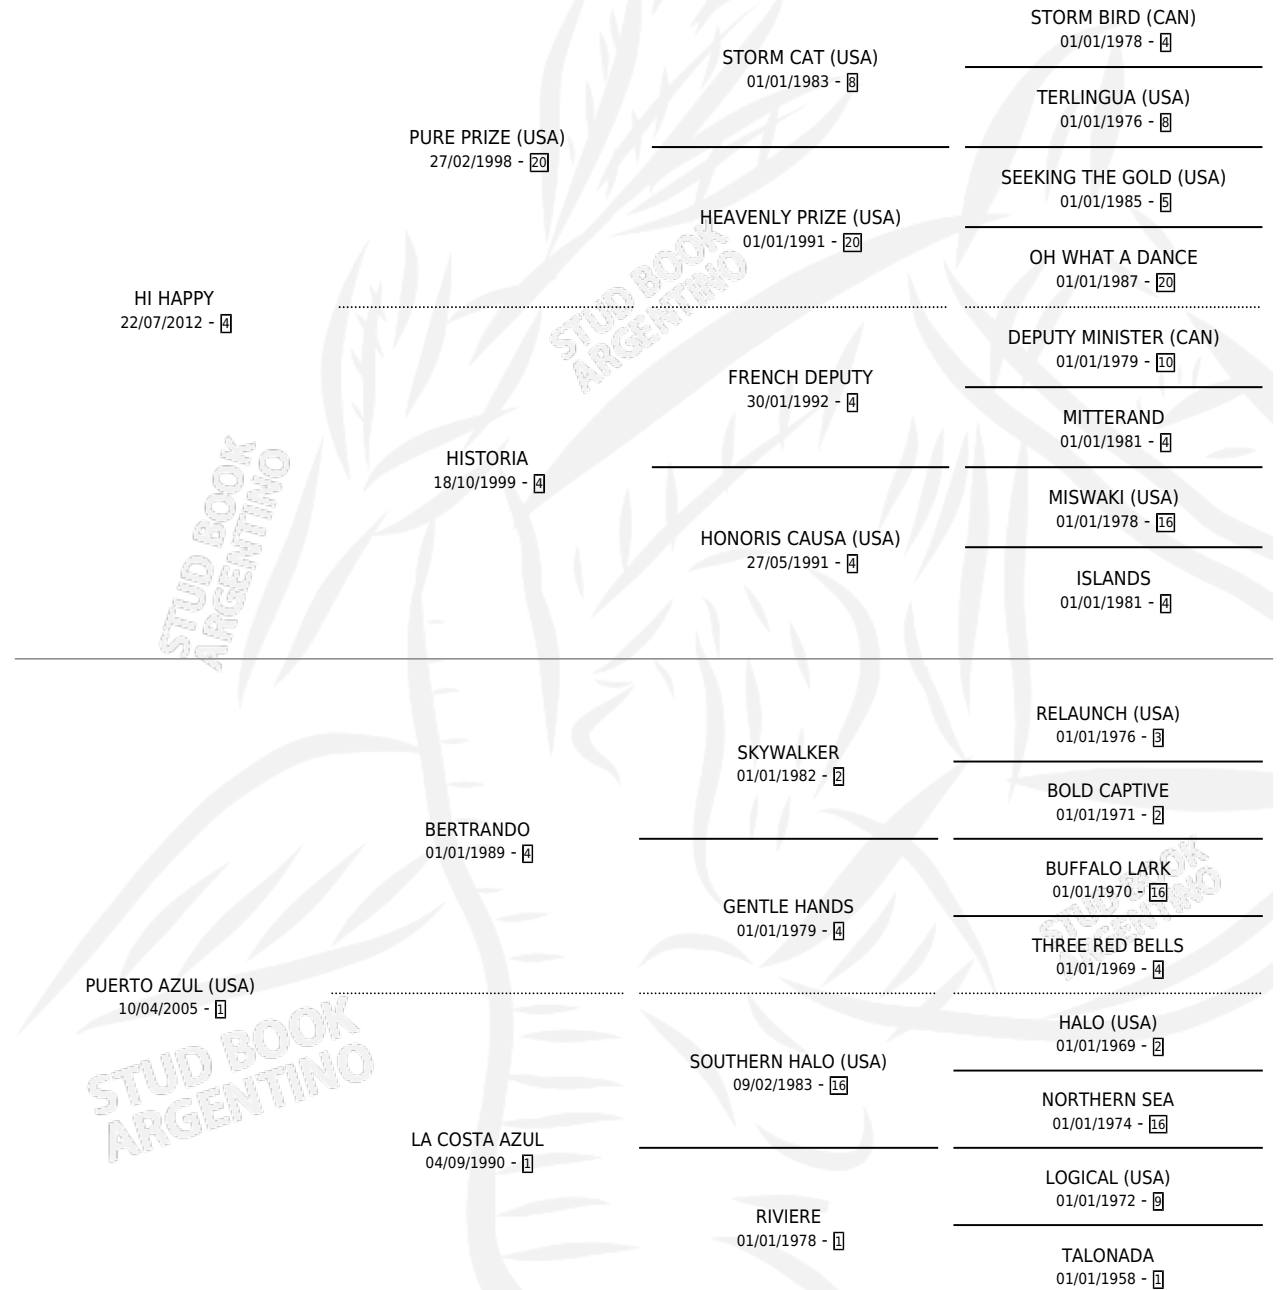 STORM BIRD (CAN)
01/01/1978 - 4
STORM CAT (USA)
01/01/1983 - 8
TERLINGUA (USA)
01/01/1976 - 8
PURE PRIZE (USA)
27/02/1998 - 20
SEEKING THE GOLD (USA)
01/01/1985 - 5
HEAVENLY PRIZE (USA)
01/01/1991 - 20
OH WHAT A DANCE
01/01/1987 - 20
HI HAPPY
22/07/2012 - 4
DEPUTY MINISTER (CAN)
01/01/1979 - 10
FRENCH DEPUTY
30/01/1992 - 4
MITTERAND
01/01/1981 - 4
HISTORIA
18/10/1999 - 4
MISWAKI (USA)
01/01/1978 - 16
HONORIS CAUSA (USA)
27/05/1991 - 4
ISLANDS
01/01/1981 - 4
STUD BOOK
ARGENTINO
STUD BOOK
ARGENTINO
RELAUNCH (USA)
01/01/1976 - 3
SKYWALKER
01/01/1982 - 2
BOLD CAPTIVE
01/01/1971 - 2
BERTRANDO
01/01/1989 - 4
BUFFALO LARK
01/01/1970 - 16
GENTLE HANDS
01/01/1979 - 4
THREE RED BELLS
01/01/1969 - 4
STUD BOOK
ARGENTINO
PUERTO AZUL (USA)
10/04/2005 - 1
HALO (USA)
01/01/1969 - 2
SOUTHERN HALO (USA)
09/02/1983 - 16
NORTHERN SEA
01/01/1974 - 16
STUD BOOK
ARGENTINO
LA COSTA AZUL
04/09/1990 - 1
LOGICAL (USA)
01/01/1972 - 9
RIVIERE
01/01/1978 - 1
TALONADA
01/01/1958 - 1